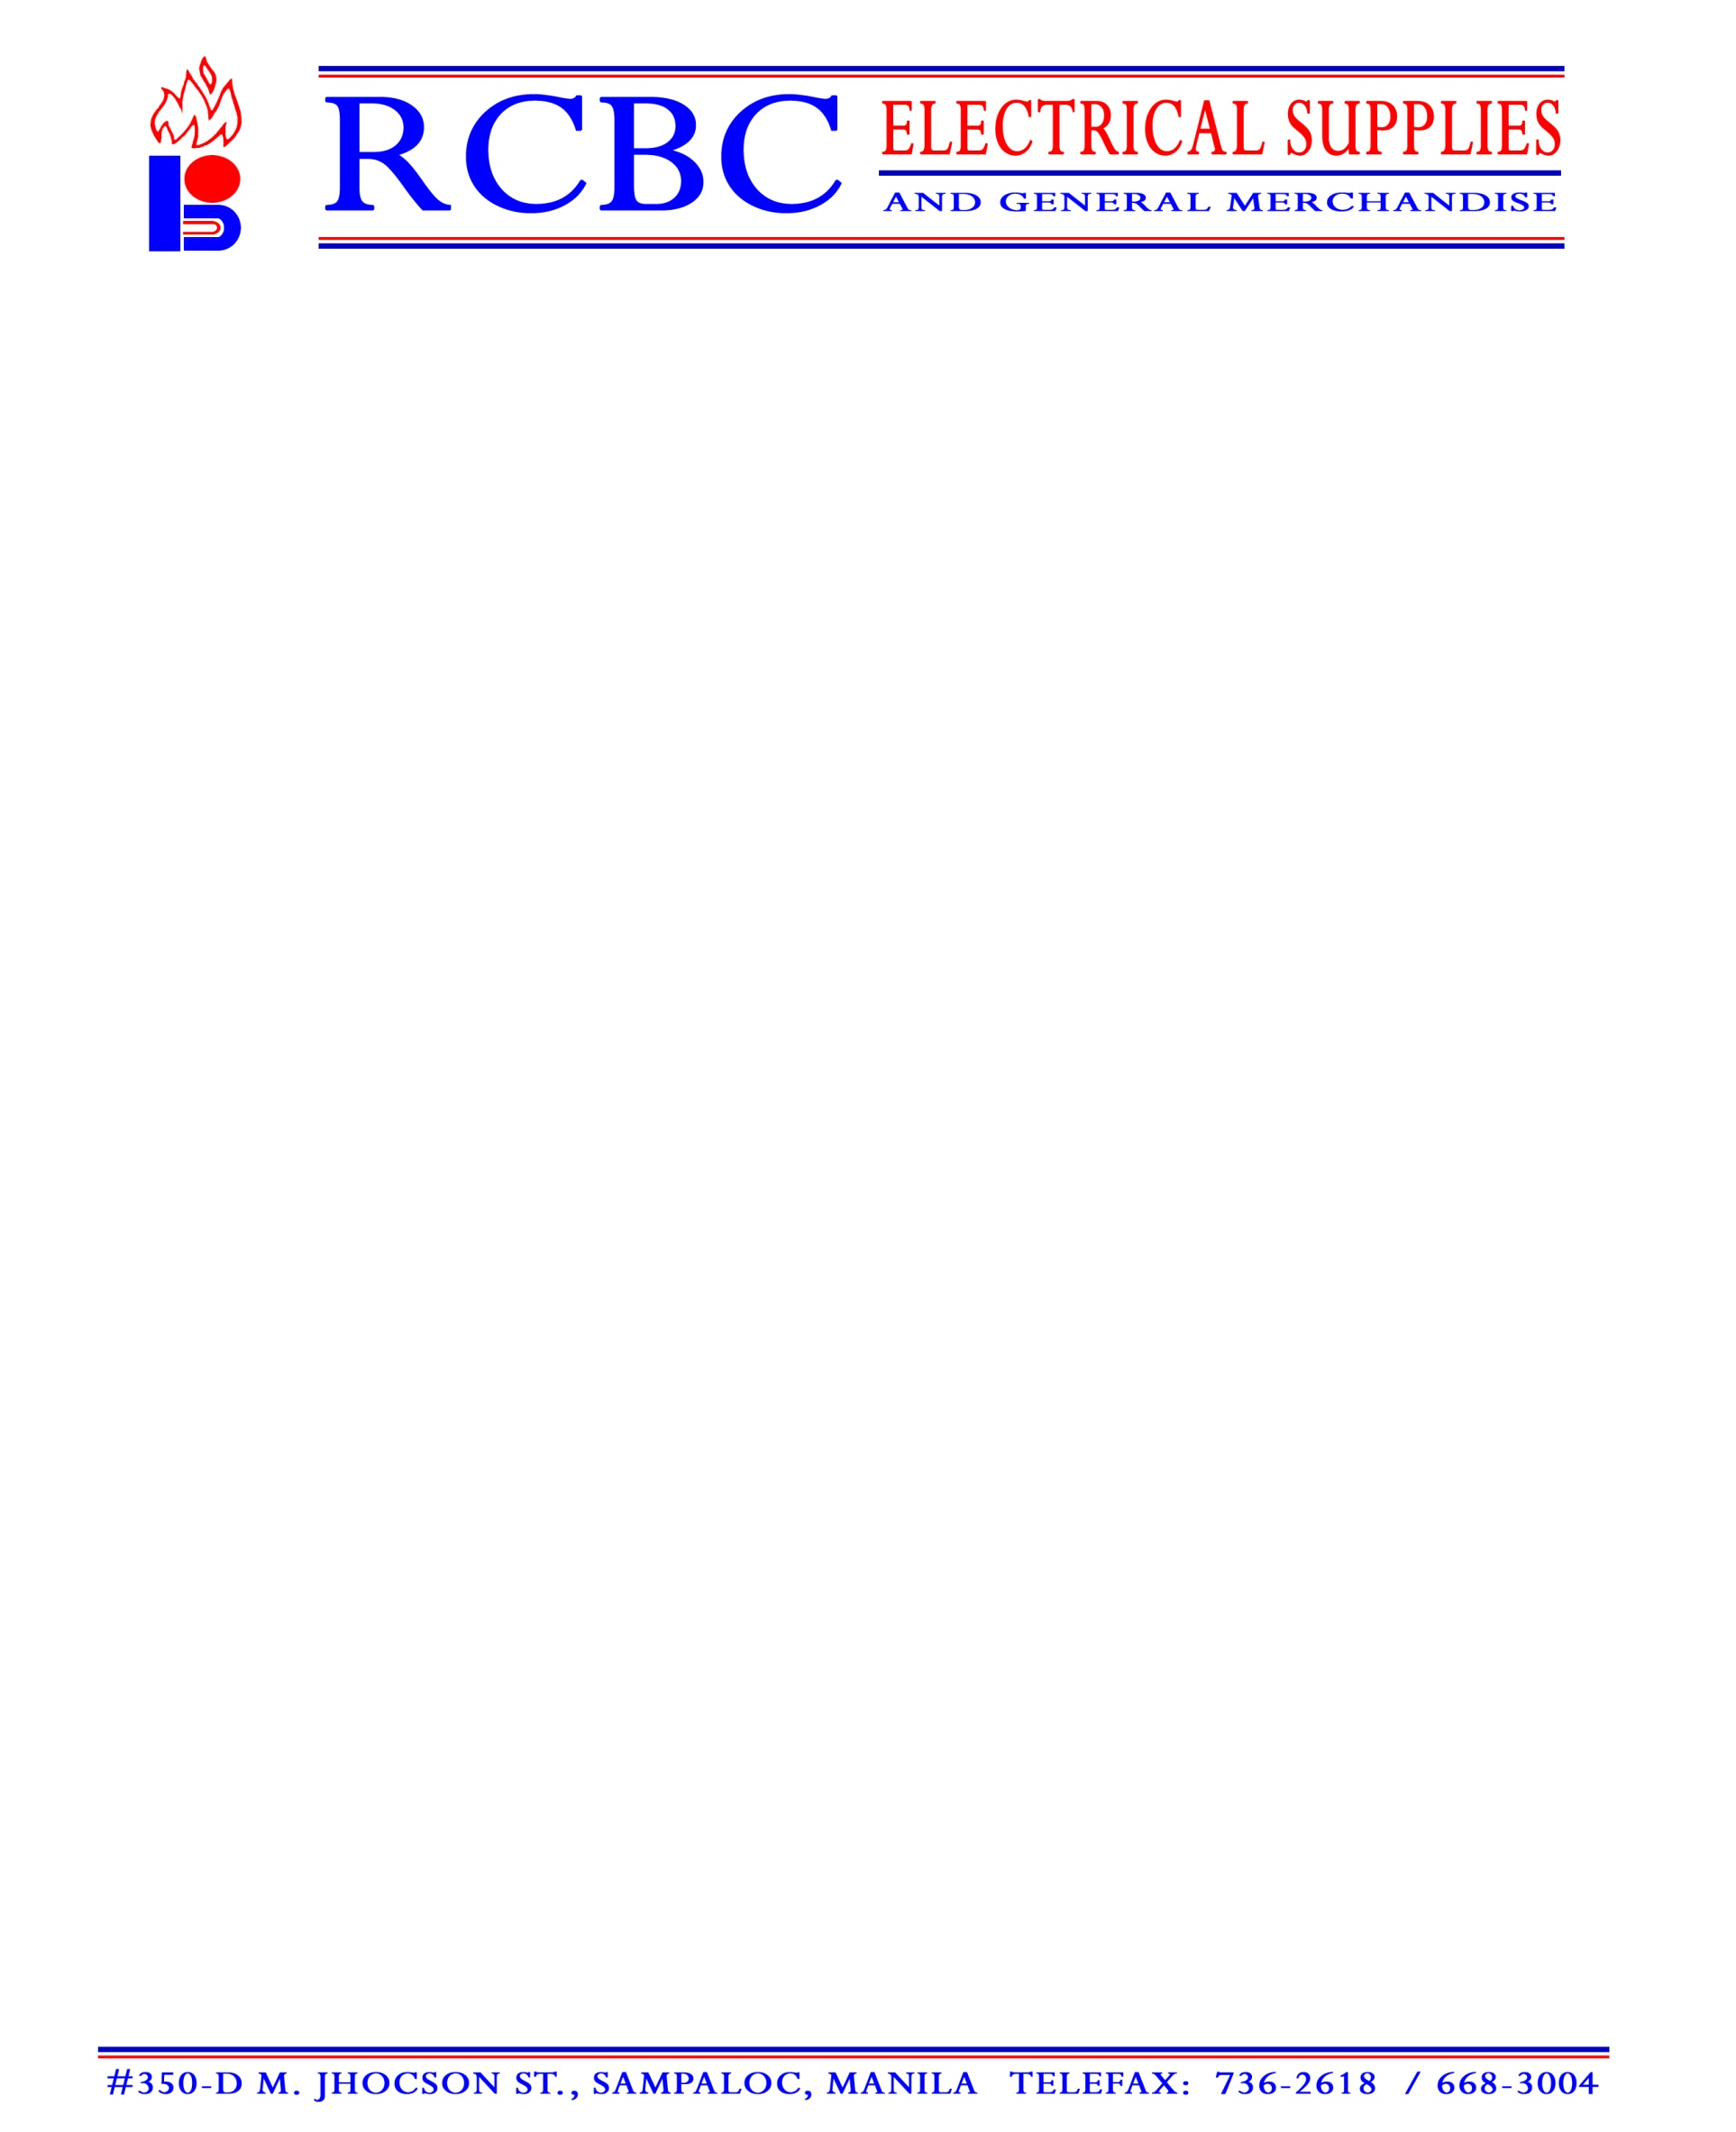 RCBC
ELECTRICAL SUPPLIES
AND GENERAL MERCHANDISE
#350-D M. JHOCSON ST., SAMPALOC, MANILA TELEFAX: 736-2618 / 668-3004